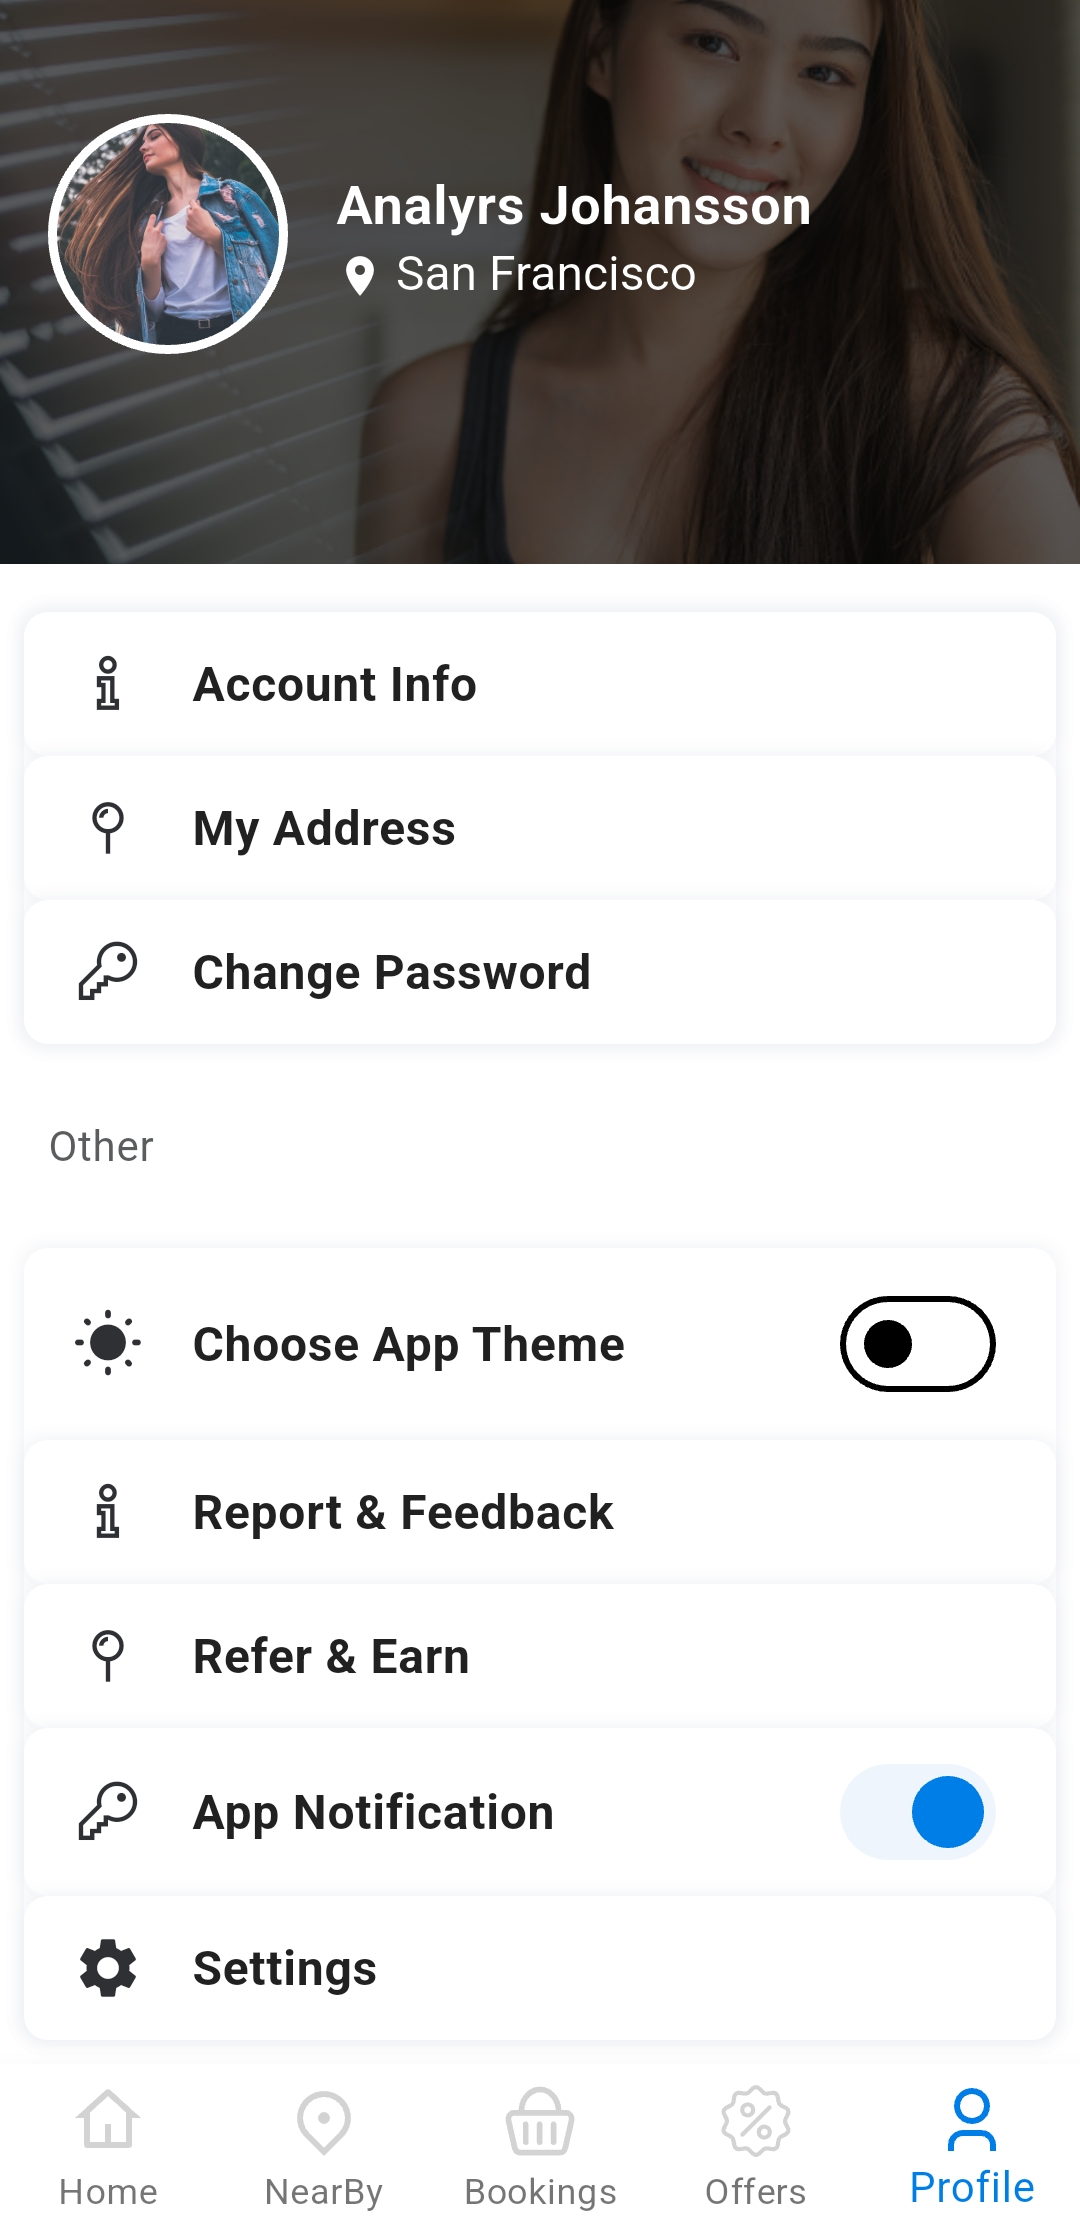 Analyrs Johansson
San Francisco
Account Info
My Address
Change Password
Other
Choose App Theme
Report & Feedback
Refer & Earn
App Notification
Settings
Home
NearBy
Bookings
Offers
Profile